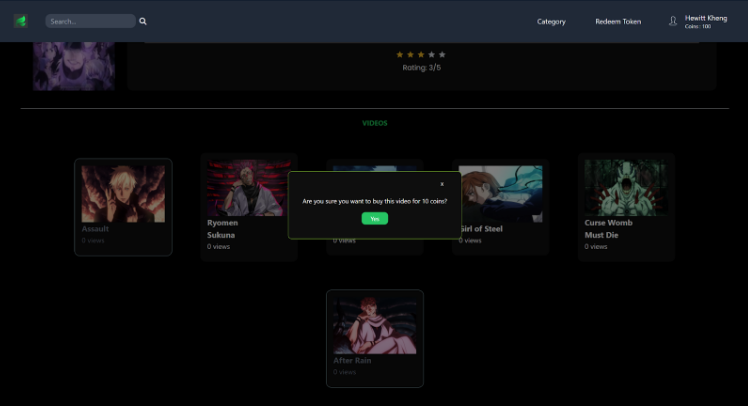 Search...
Category
Redeem Token
Hewitt Kheng
Coins: 100
Rating: 3/5
VIDEOS
x
Are you sure you want to buy this video for 10 coins?
Yes
Assault
0 views
Ryomen
Sukuna
0 views
Girl of Steel
0 views
Curse Womb
Must Die
0 views
After Rain
0 views